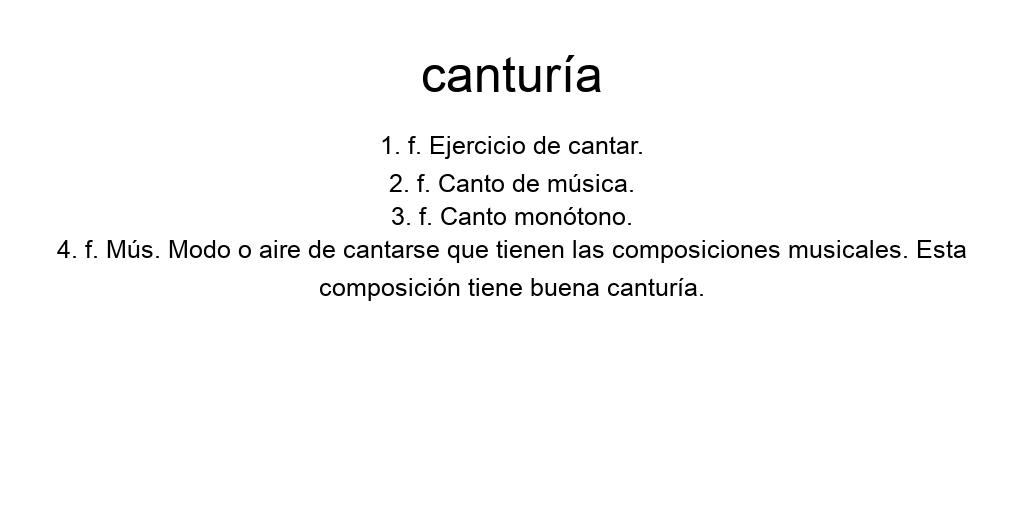 canturía
1. f. Ejercicio de cantar.
2. f. Canto de música.
3. f. Canto monótono.
4. f. Mús. Modo o aire de cantarse que tienen las composiciones musicales. Esta
composición tiene buena canturía.